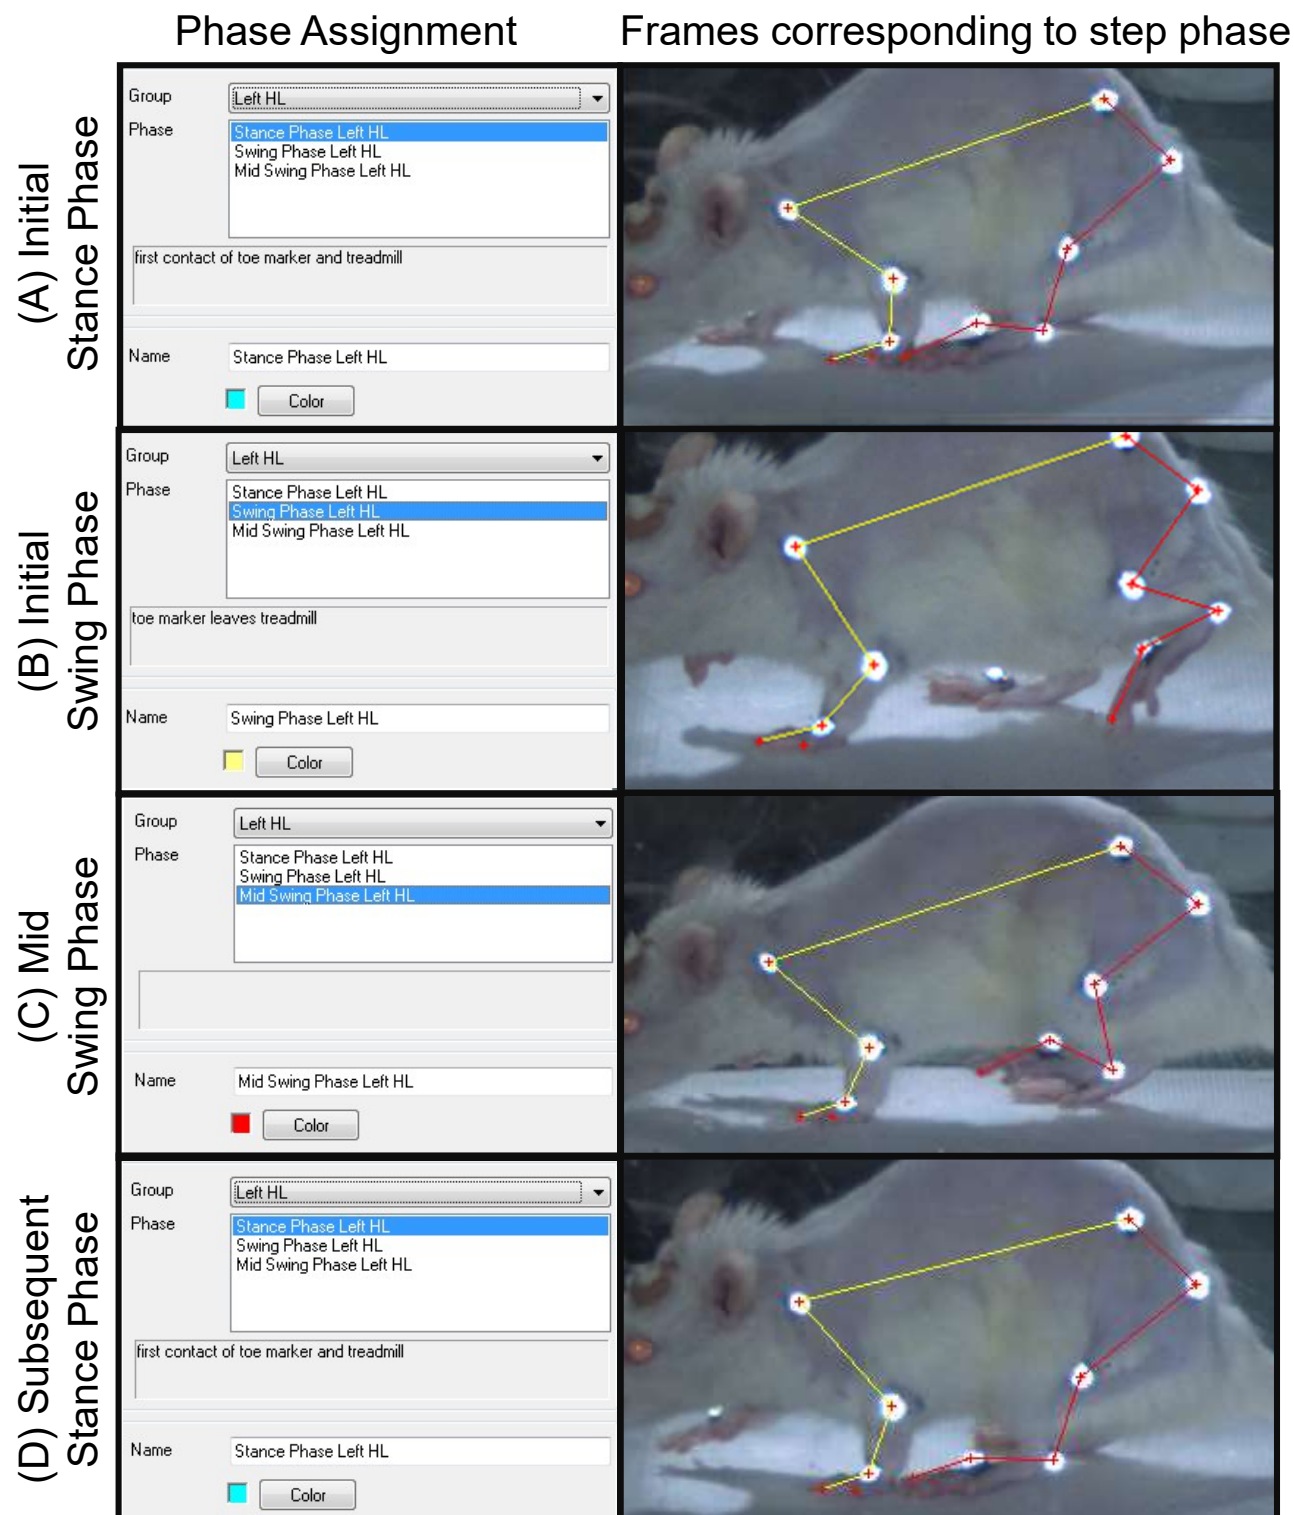 Phase Assignment
Frames corresponding to step phase
(A) Initial
Stance Phase
Group
Left HL
Phase
Stance Phase Left HL
Swing Phase Left HL
Mid Swing Phase Left HL
first contact of toe marker and treadmill
Name
Stance Phase Left HL
Color
(B) Initial
Swing Phase
Group
Left HL
Phase
Stance Phase Left HL
Swing Phase Left HL
Mid Swing Phase Left HL
toe marker leaves treadmill
Name
Swing Phase Left HL
Color
(C) Mid
Swing Phase
Group
Left HL
Phase
Stance Phase Left HL
Swing Phase Left HL
Mid Swing Phase Left HL
Name
Mid Swing Phase Left HL
Color
(D) Subsequent
Stance Phase
Group
Left HL
Phase
Stance Phase Left HL
Swing Phase Left HL
Mid Swing Phase Left HL
first contact of toe marker and treadmill
Name
Stance Phase Left HL
Color